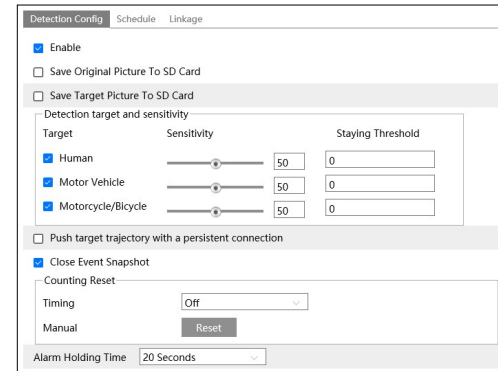 Detection Config Schedule Linkage
Enable
Save Original Picture To SD Card
Save Target Picture To SD Card
Detection target and sensitivity
Target Sensitivity Staying Threshold
Human 50 0
Motor Vehicle 50 0
Motorcycle/Bicycle 50 0
Push target trajectory with a persistent connection
Close Event Snapshot
Counting Reset
Timing Off
Manual Reset
Alarm Holding Time 20 Seconds